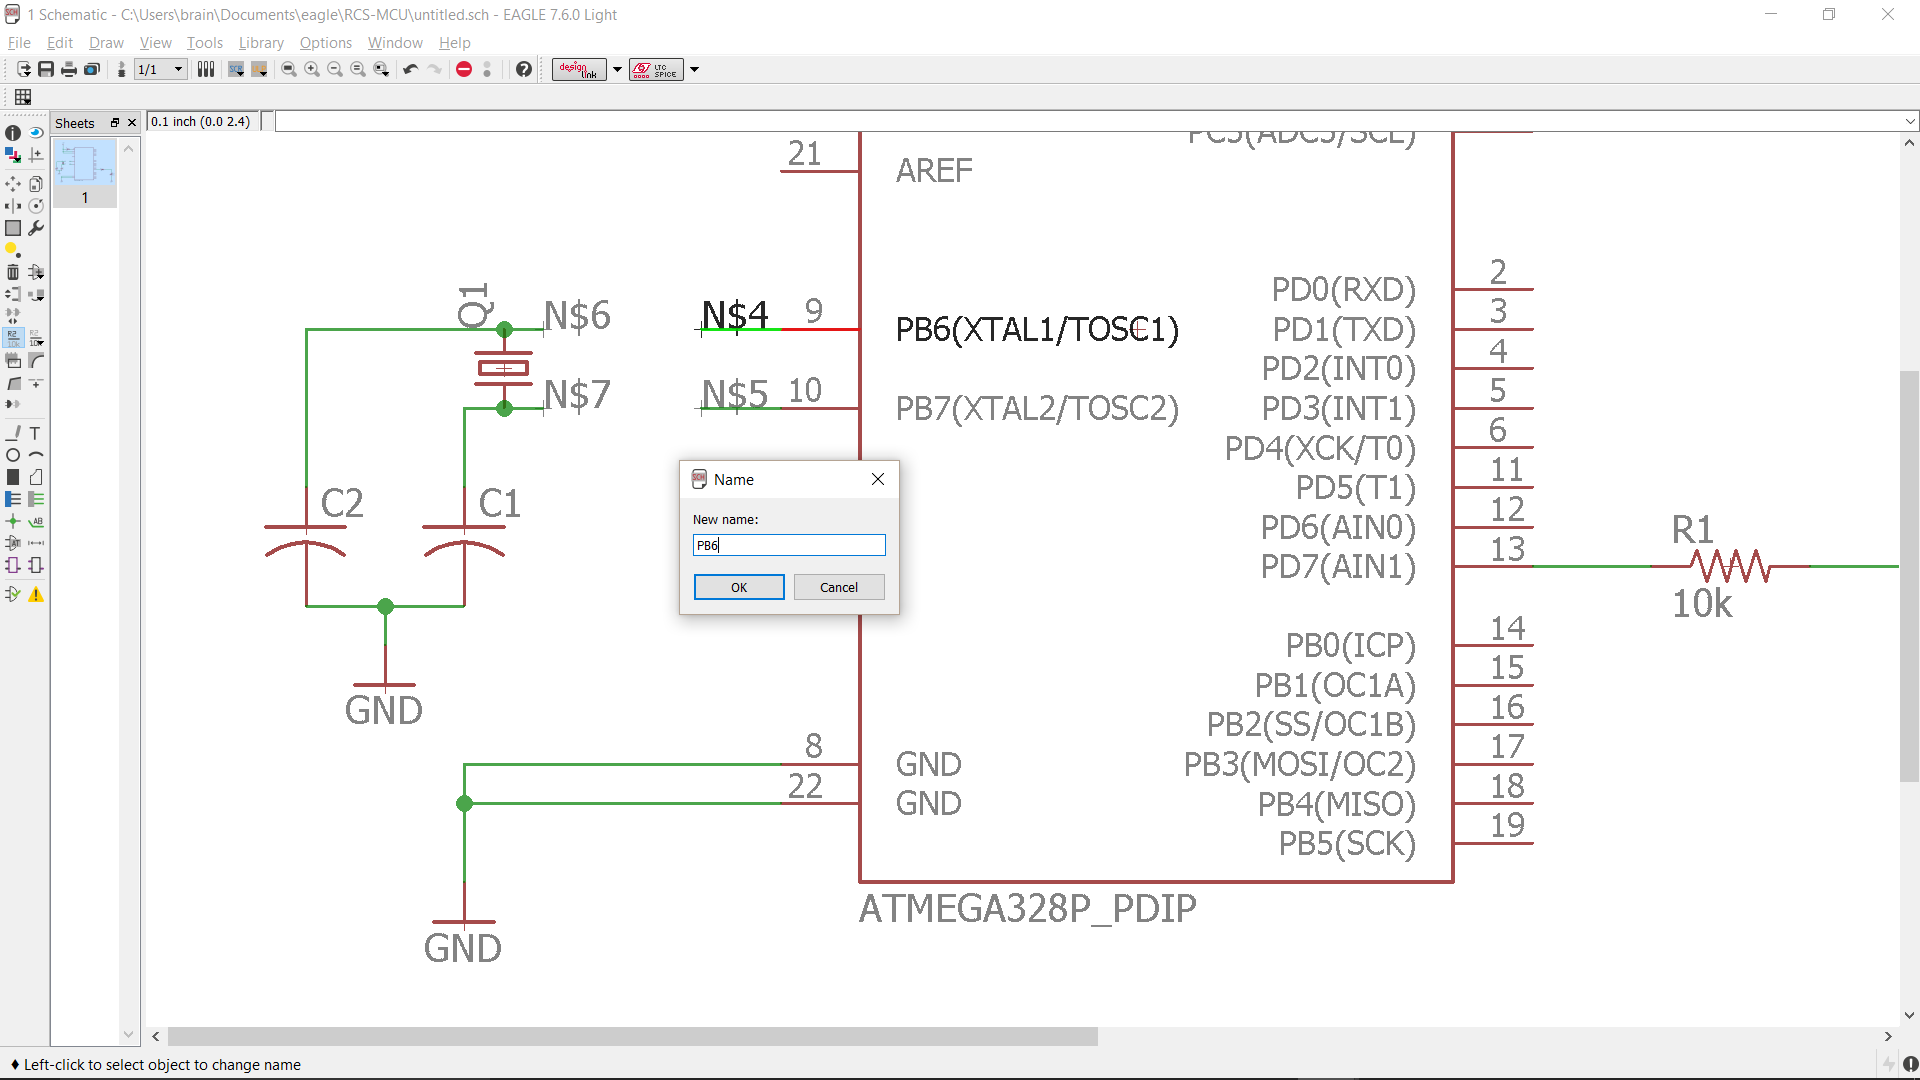 1 Schematic - C:\Users\brain\Documents\eagle\RCS-MCU\untitled.sch - EAGLE 7.6.0 Light
File Edit Draw View Tools Library Options Window Help
1/1
SCR
design link
LTC SPICE
Sheets
0.1 inch (0.0 2.4)
1
PC5(ADC5/SCL)
21
AREF
2
PD0(RXD)
Q1
N$6
N$4
9
PB6(XTAL1/TOSC1)
3
PD1(TXD)
4
PD2(INT0)
N$7
N$5
10
PB7(XTAL2/TOSC2)
5
PD3(INT1)
6
PD4(XCK/T0)
11
PD5(T1)
C2
C1
Name
New name:
PB6
OK
Cancel
12
PD6(AIN0)
13
PD7(AIN1)
R1
10k
14
PB0(ICP)
15
PB1(OC1A)
GND
16
PB2(SS/OC1B)
8
GND
17
PB3(MOSI/OC2)
22
GND
18
PB4(MISO)
19
PB5(SCK)
ATMEGA328P_PDIP
GND
Left-click to select object to change name